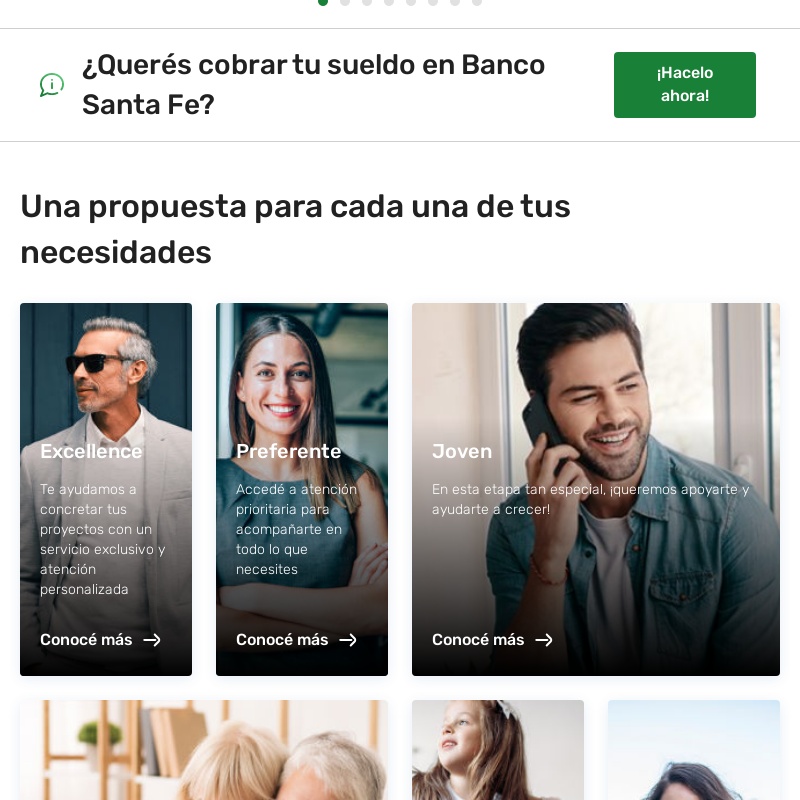 ¿Querés cobrar tu sueldo en Banco
Santa Fe?
¡Hacelo
ahora!
Una propuesta para cada una de tus
necesidades
Excellence
Te ayudamos a
concretar tus
proyectos con un
servicio exclusivo y
atención
personalizada
Conocé más
Preferente
Accedé a atención
prioritaria para
acompañarte en
todo lo que
necesites
Conocé más
Joven
En esta etapa tan especial, ¡queremos apoyarte y
ayudarte a crecer!
Conocé más